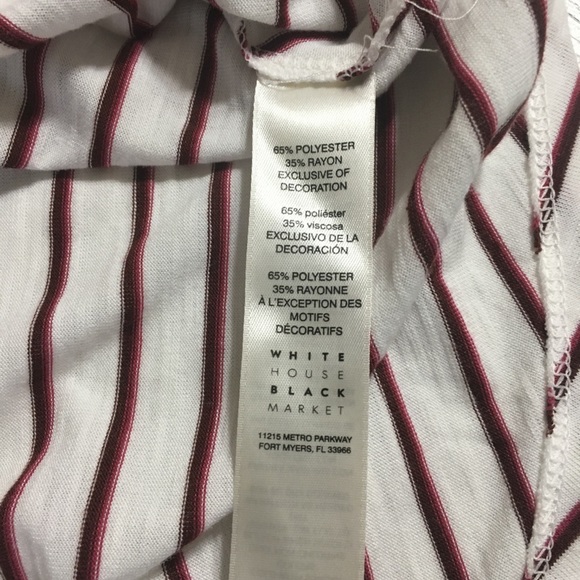 65% POLYESTER
35% RAYON
EXCLUSIVE OF
DECORATION
65% poliéster
35% viscosa
EXCLUSIVO DE LA
DECORACIÓN
65% POLYESTER
35% RAYONNE
À L'EXCEPTION DES
MOTIFS
DÉCORATIFS
WHITE
HOUSE
BLACK
MARKET
11215 METRO PARKWAY
FORT MYERS, FL 33966